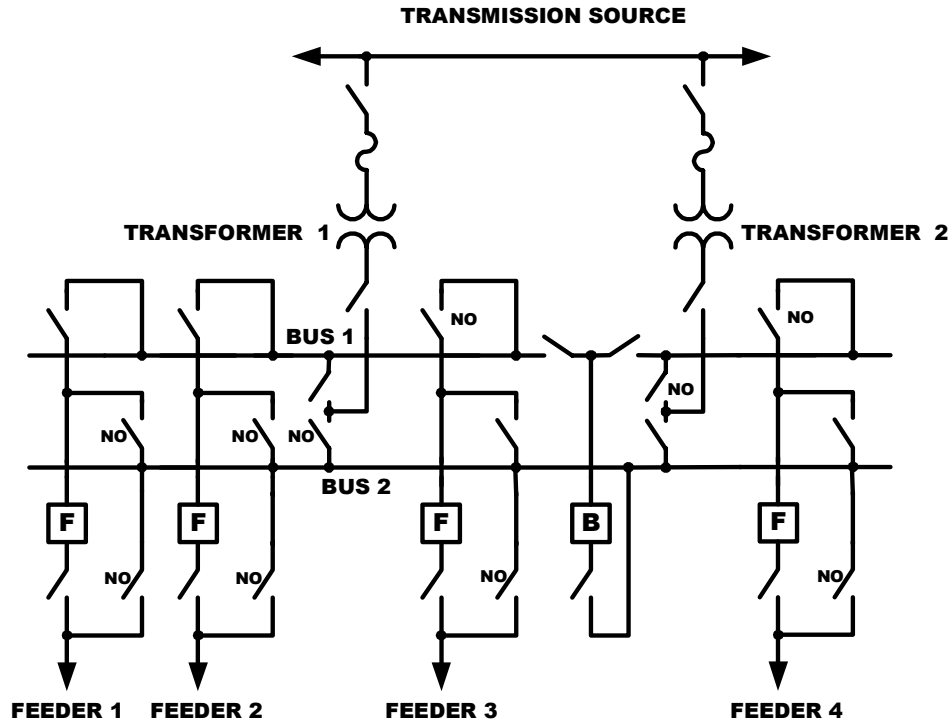 TRANSMISSION SOURCE
TRANSFORMER 1
TRANSFORMER 2
NO
NO
BUS 1
NO
NO
NO
NO
BUS 2
F
F
F
B
F
NO
NO
NO
NO
FEEDER 1
FEEDER 2
FEEDER 3
FEEDER 4